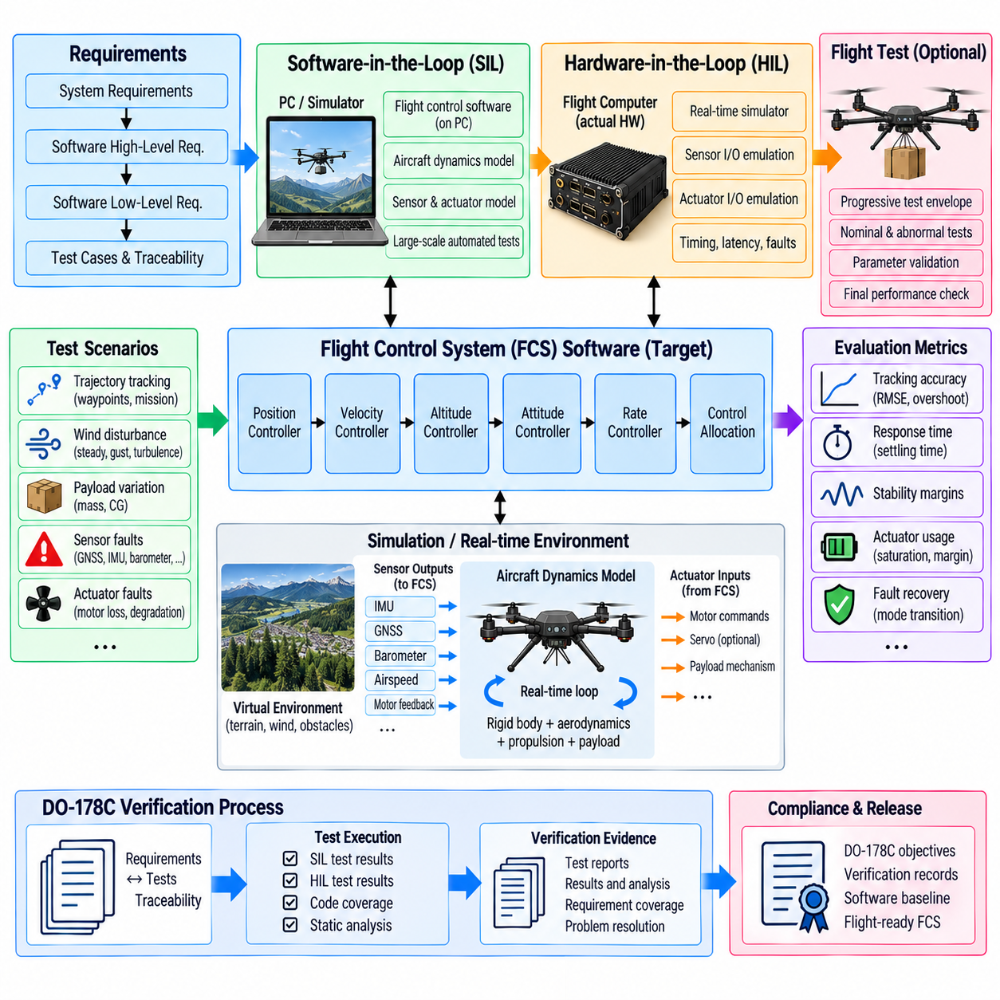 Requirements
System Requirements
Software High-Level Req.
Software Low-Level Req.
Test Cases & Traceability
Software-in-the-Loop (SIL)
PC / Simulator
Flight control software
(on PC)
Aircraft dynamics model
Sensor & actuator model
Large-scale automated tests
Hardware-in-the-Loop (HIL)
Flight Computer
(actual HW)
Real-time simulator
Sensor I/O emulation
Actuator I/O emulation
Timing, latency, faults
Flight Test (Optional)
Progressive test envelope
Nominal & abnormal tests
Parameter validation
Final performance check
Test Scenarios
Trajectory tracking
(waypoints, mission)
Wind disturbance
(steady, gust, turbulence)
Payload variation
(mass, CG)
Sensor faults
(GNSS, IMU, barometer, ...)
Actuator faults
(motor loss, degradation)
...
Flight Control System (FCS) Software (Target)
Position
Controller
Velocity
Controller
Altitude
Controller
Attitude
Controller
Rate
Controller
Control
Allocation
Evaluation Metrics
Tracking accuracy
(RMSE, overshoot)
Response time
(settling time)
Stability margins
Actuator usage
(saturation, margin)
Fault recovery
(mode transition)
...
Simulation / Real-time Environment
Virtual Environment
(terrain, wind, obstacles)
Sensor Outputs
(to FCS)
IMU
GNSS
Barometer
Airspeed
Motor feedback
...
Aircraft Dynamics Model
Real-time loop
Rigid body + aerodynamics
+ propulsion + payload
Actuator Inputs
(from FCS)
Motor commands
Servo (optional)
Payload mechanism
...
DO-178C Verification Process
Requirements
↔ Tests
Traceability
Test Execution
SIL test results
HIL test results
Code coverage
Static analysis
Verification Evidence
Test reports
Results and analysis
Requirement coverage
Problem resolution
Compliance & Release
DO-178C objectives
Verification records
Software baseline
Flight-ready FCS